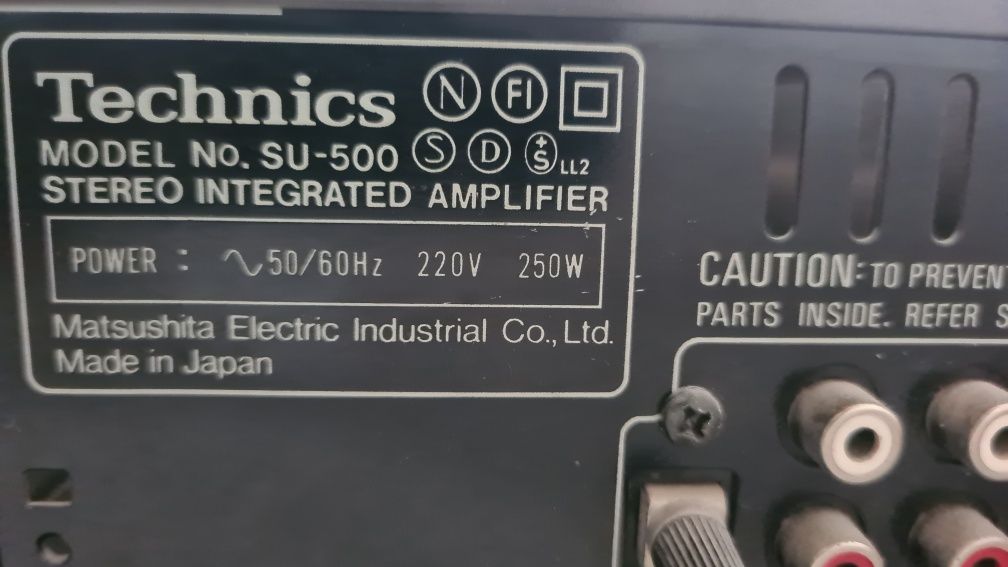 Technics N FI
MODEL No. SU-500 S D +S LL2
STEREO INTEGRATED AMPLIFIER
POWER : ∿50/60Hz 220V 250W
Matsushita Electric Industrial Co., Ltd.
Made in Japan
CAUTION: TO PREVEN
PARTS INSIDE. REFER S